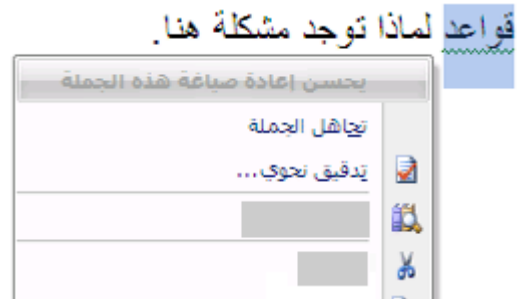 قواعد لماذا توجد مشكلة هنا.
يحسن إعادة صياغة هذه الجملة
تجاهل الجملة
تدقيق نحوي...